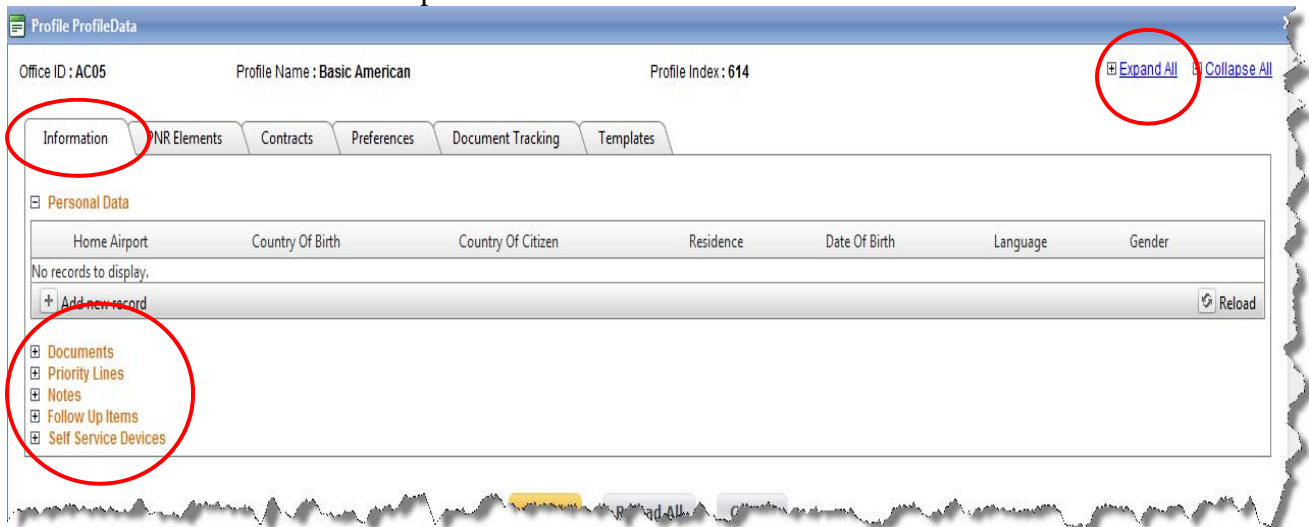 Profile ProfileData
Office ID : AC05 Profile Name : Basic American Profile Index : 614 Expand All Collapse All
Information PNR Elements Contracts Preferences Document Tracking Templates
Personal Data
Home Airport Country Of Birth Country Of Citizen Residence Date Of Birth Language Gender
No records to display.
Add new record Reload
Documents
Priority Lines
Notes
Follow Up Items
Self Service Devices